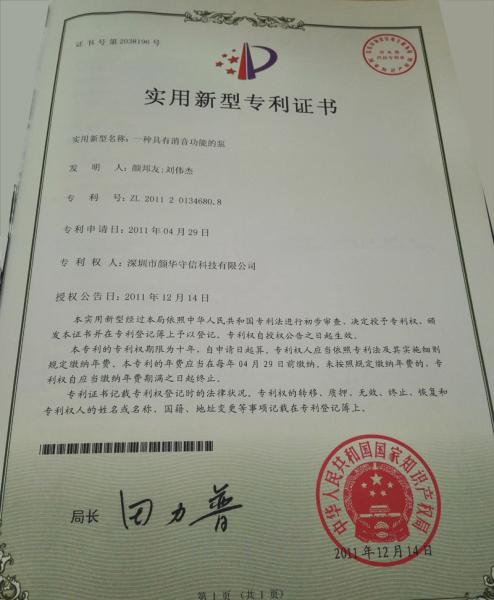 证书号第2038196号
实用新型专利证书
实用新型名称：一种具有消音功能的泵
发 明 人：颜邦友;刘伟杰
专 利 号：ZL 2011 2 0134680.8
专利申请日：2011年04月29日
专 利 权 人：深圳市颜华守信科技有限公司
授权公告日：2011年12月14日
本实用新型经过本局依照中华人民共和国专利法进行初步审查，决定授予专利权，颁
发本证书并在专利登记簿上予以登记。专利权自授权公告之日起生效。
本专利的专利权期限为十年，自申请日起算。专利权人应当依照专利法及其实施细则
规定缴纳年费。本专利的年费应当在每年04月29日前缴纳。未按照规定缴纳年费的，专
利权自应当缴纳年费期满之日起终止。
专利证书记载专利权登记时的法律状况。专利权的转移、质押、无效、终止、恢复和
专利权人的姓名或名称、国籍、地址变更等事项记载在专利登记簿上。
局长 田力普
中华人民共和国国家知识产权局
2011年12月14日
第1页（共1页）